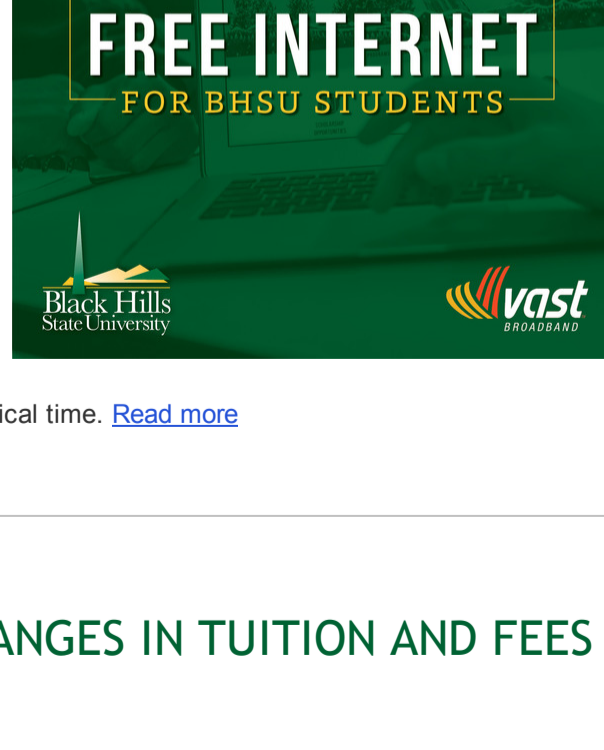 FREE INTERNET
FOR BHSU STUDENTS
Black Hills
State University
vast
BROADBAND
ical time. Read more
ANGES IN TUITION AND FEES